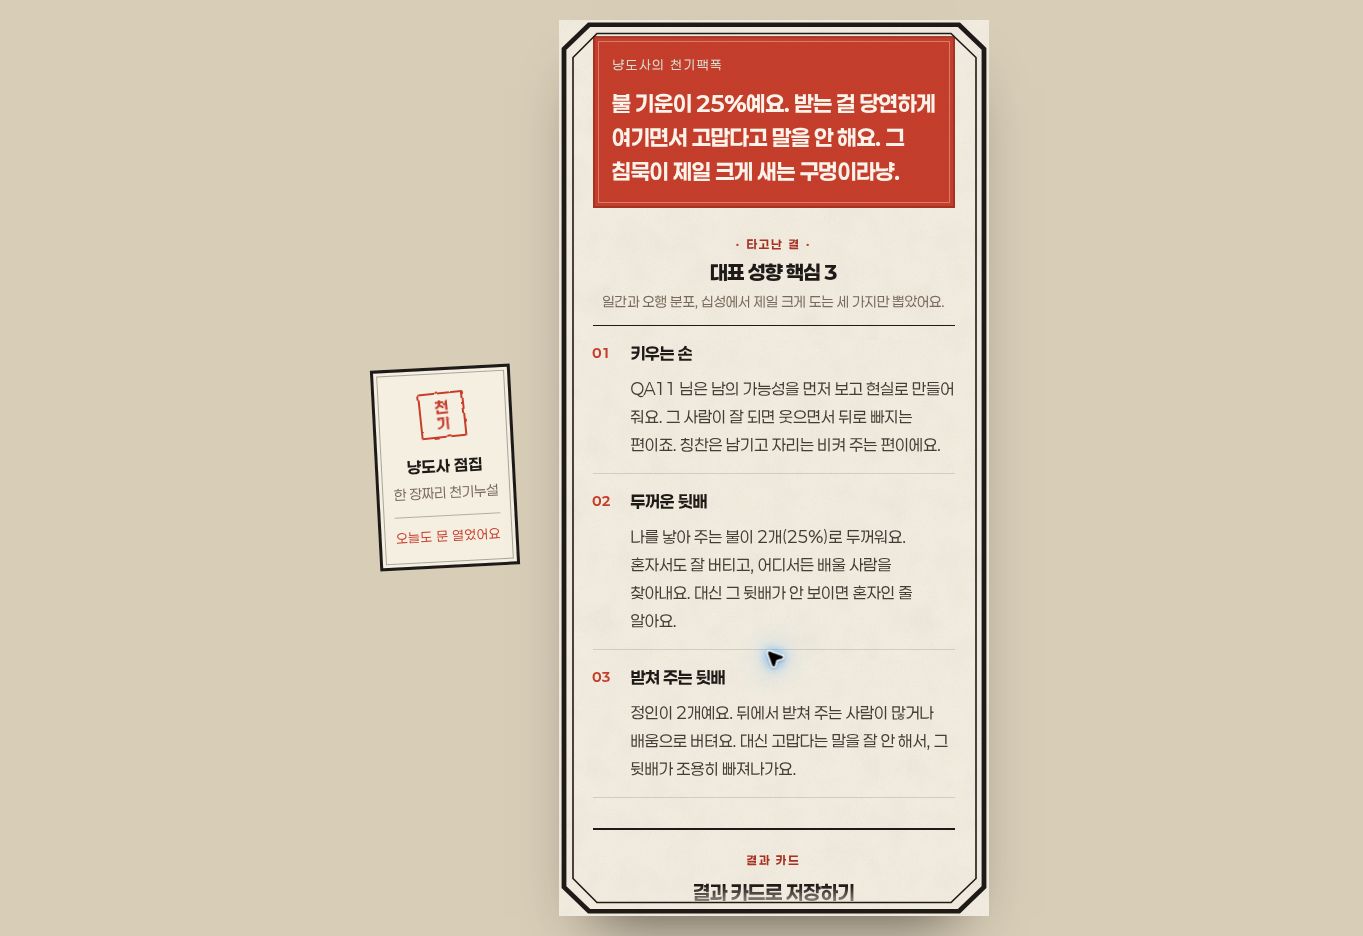 냥도사의 천기팩폭
불 기운이 25%예요. 받는 걸 당연하게
여기면서 고맙다고 말을 안 해요. 그
침묵이 제일 크게 새는 구멍이라냥.
· 타고난 결 ·
대표 성향 핵심 3
일간과 오행 분포, 십성에서 제일 크게 도는 세 가지만 뽑았어요.
01 키우는 손
QA11 님은 남의 가능성을 먼저 보고 현실로 만들어
줘요. 그 사람이 잘 되면 웃으면서 뒤로 빠지는
편이죠. 칭찬은 남기고 자리는 비켜 주는 편이에요.
02 두꺼운 뒷배
나를 낳아 주는 불이 2개(25%)로 두꺼워요.
혼자서도 잘 버티고, 어디서든 배울 사람을
찾아내요. 대신 그 뒷배가 안 보이면 혼자인 줄
알아요.
03 받쳐 주는 뒷배
정인이 2개예요. 뒤에서 받쳐 주는 사람이 많거나
배움으로 버텨요. 대신 고맙다는 말을 잘 안 해서, 그
뒷배가 조용히 빠져나가요.
결과 카드
결과 카드로 저장하기
천
기
냥도사 점집
한 장짜리 천기누설
오늘도 문 열었어요